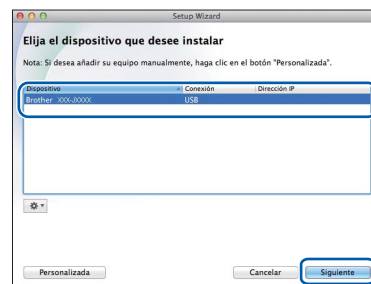 Setup Wizard
Elija el dispositivo que desee instalar
Nota: Si desea añadir su equipo manualmente, haga clic en el botón "Personalizada".
Dispositivo Conexión Dirección IP
Brother XXX-XXXX USB
Personalizada Cancelar Siguiente